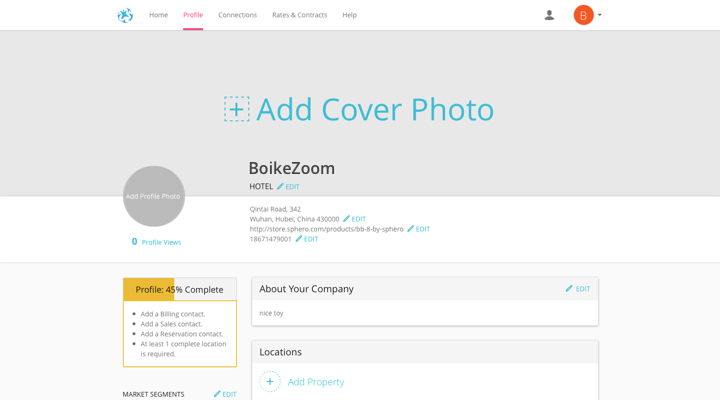 Home Profile Connections Rates & Contracts Help B
Add Cover Photo
BoikeZoom
HOTEL EDIT
Add Profile Photo
0 Profile Views
Qintai Road, 342
Wuhan, Hubei, China 430000 EDIT
http://store.sphero.com/products/bb-8-by-sphero EDIT
18671479001 EDIT
Profile: 45% Complete
Add a Billing contact.
Add a Sales contact.
Add a Reservation contact.
At least 1 complete location
is required.
MARKET SEGMENTS EDIT
About Your Company EDIT
nice toy
Locations
Add Property